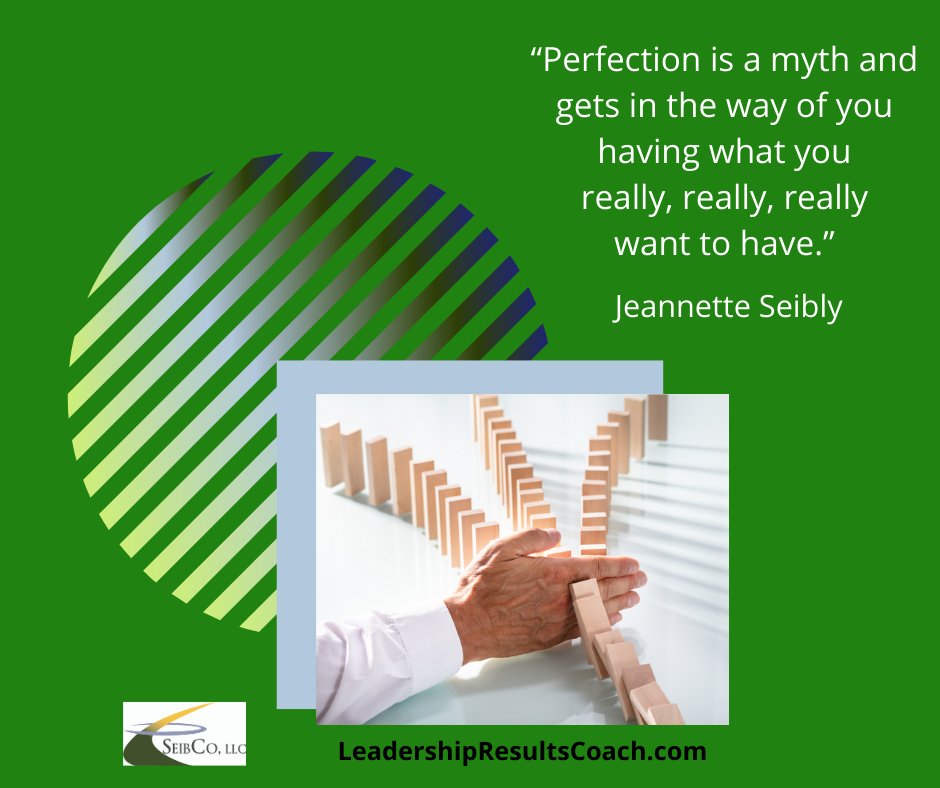 “Perfection is a myth and
gets in the way of you
having what you
really, really, really
want to have.”
Jeannette Seibly
SEIBCO, LLC
LeadershipResultsCoach.com